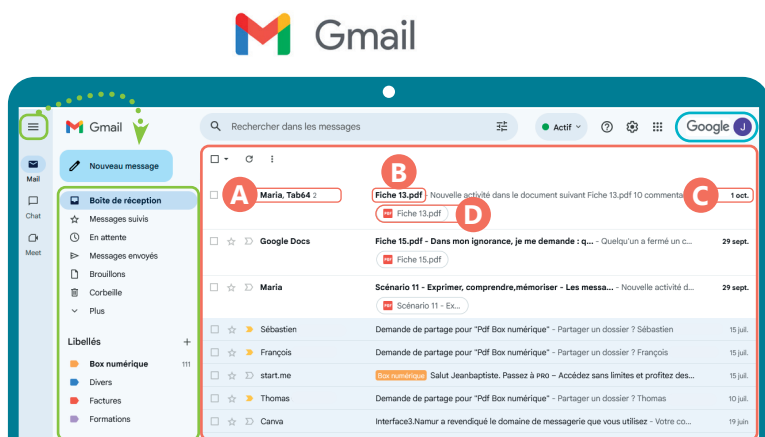 Gmail
Gmail
Rechercher dans les messages
Actif
Google J
Mail
Chat
Meet
Nouveau message
Boîte de réception
Messages suivis
En attente
Messages envoyés
Brouillons
Corbeille
Plus
Libellés +
Box numérique 111
Divers
Factures
Formations
B
A Maria, Tab64 2 Fiche 13.pdf - Nouvelle activité dans le document suivant Fiche 13.pdf 10 commenta C 1 oct.
PDF Fiche 13.pdf D
Google Docs Fiche 15.pdf - Dans mon ignorance, je me demande : q... - Quelqu'un a fermé un c... 29 sept.
PDF Fiche 15.pdf
Maria Scénario 11 - Exprimer, comprendre,mémoriser - Les messa... - Nouvelle activité d... 29 sept.
PDF Scénario 11 - Ex...
Sébastien Demande de partage pour "Pdf Box numérique" - Partager un dossier ? Sébastien 15 juil.
François Demande de partage pour "Pdf Box numérique" - Partager un dossier ? François 15 juil.
start.me Box numérique Salut Jeanbaptiste. Passez à PRO – Accédez sans limites et profitez des... 15 juil.
Thomas Demande de partage pour "Pdf Box numérique" - Partager un dossier ? Thomas 10 juil.
Canva Interface3.Namur a revendiqué le domaine de messagerie que vous utilisez - Votre co... 19 juin